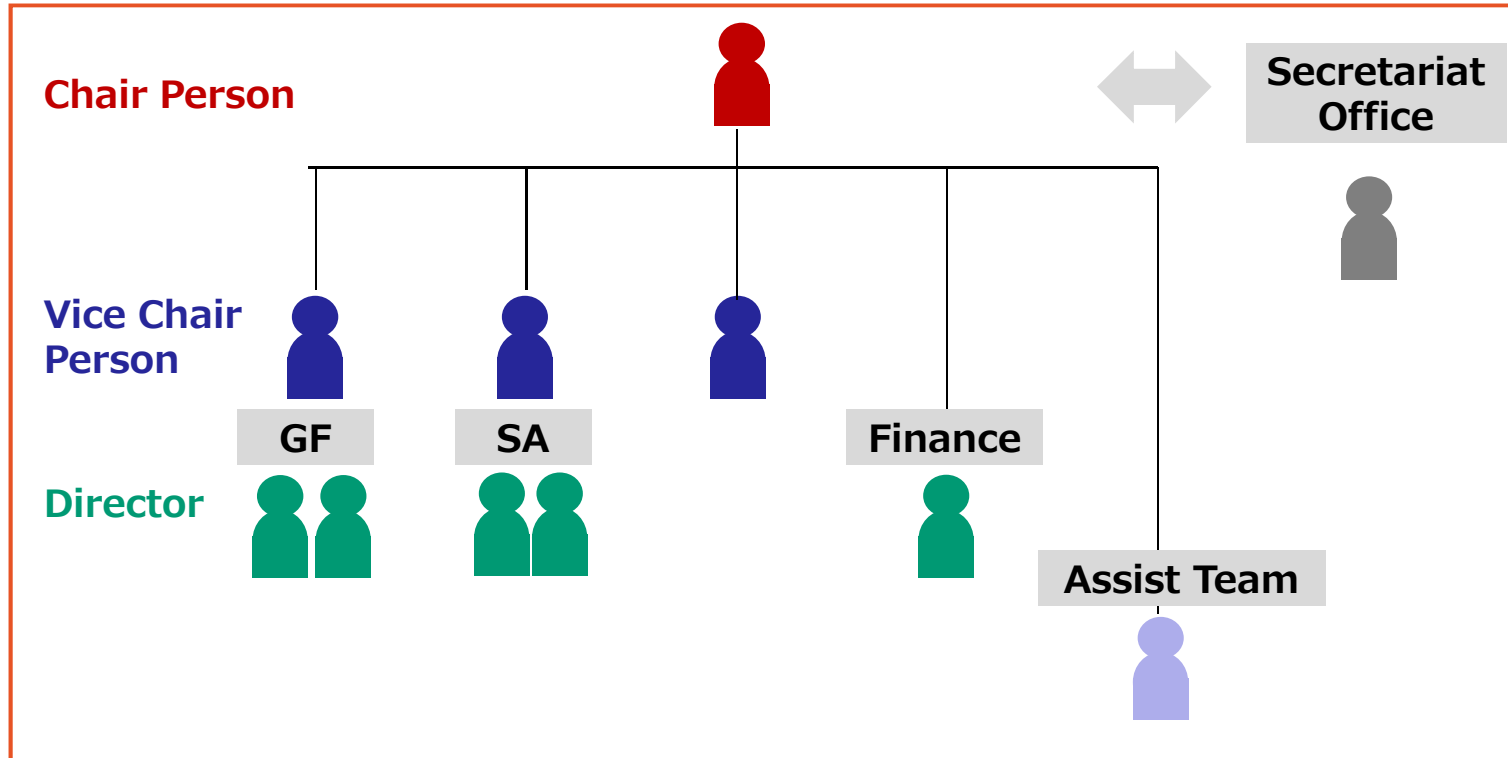 Chair Person
Secretariat
Office
Vice Chair
Person
GF
SA
Finance
Director
Assist Team